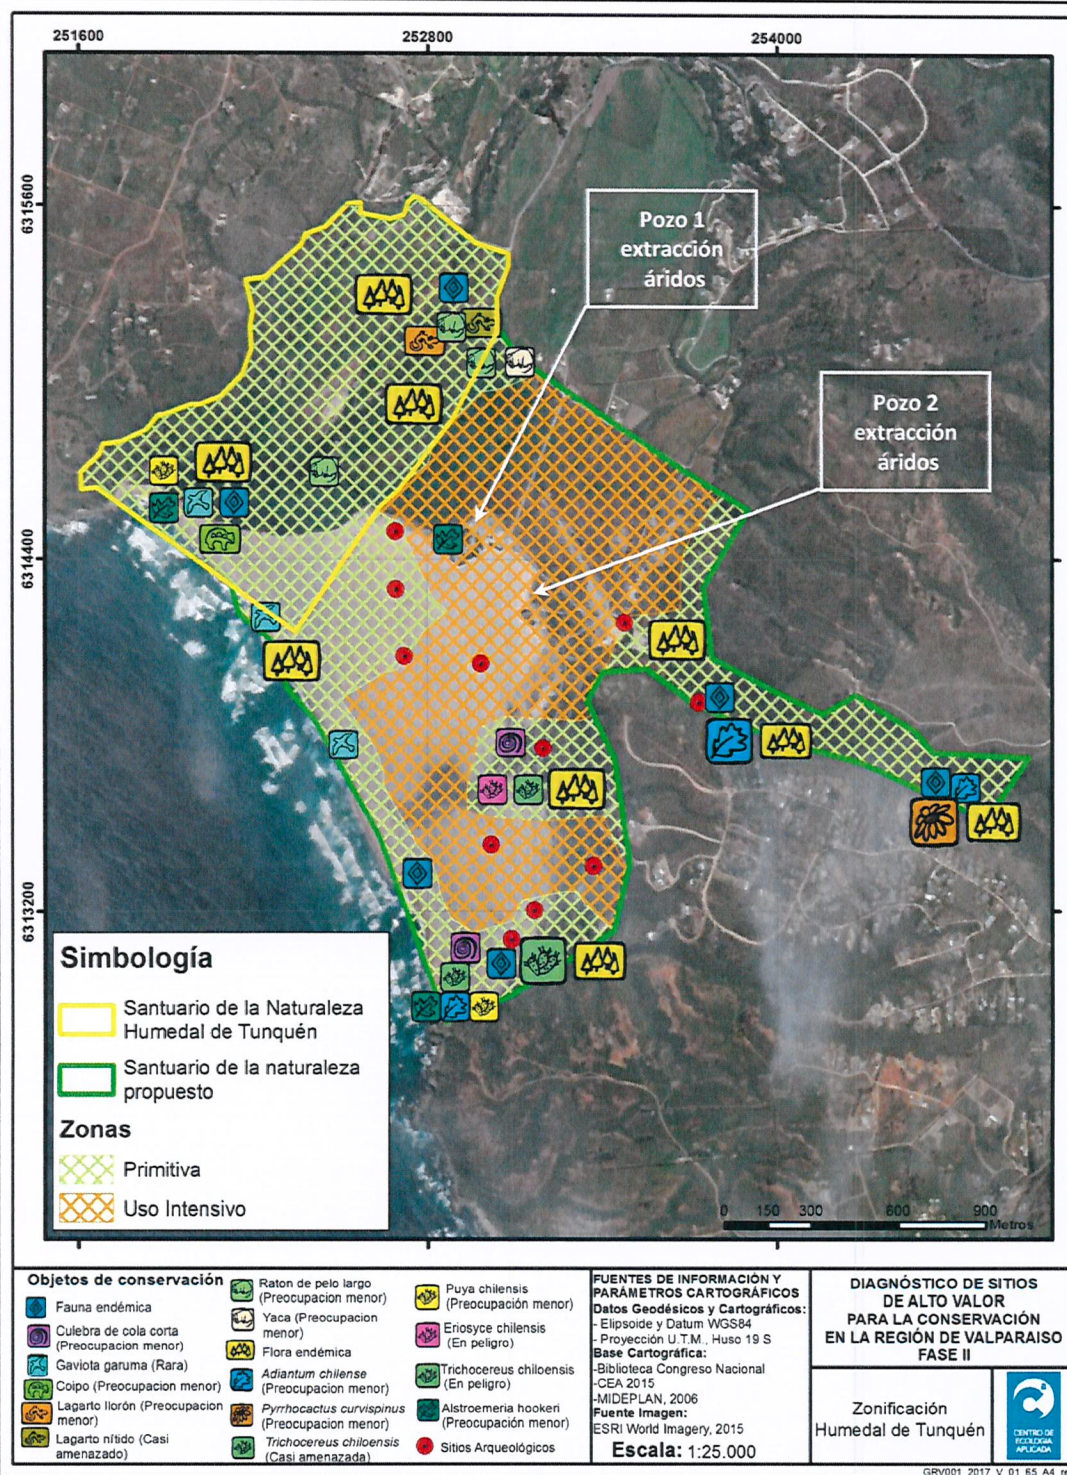 251600
252800
254000
6315600
6314400
6313200
Pozo 1
extracción
áridos
Pozo 2
extracción
áridos
Simbología
Santuario de la Naturaleza
Humedal de Tunquén
Santuario de la naturaleza
propuesto
Zonas
Primitiva
Uso Intensivo
0 150 300 600 900
Metros
Objetos de conservación
Fauna endémica
Culebra de cola corta
(Preocupacion menor)
Gaviota garuma (Rara)
Coipo (Preocupacion menor)
Lagarto llorón (Preocupacion
menor)
Lagarto nítido (Casi
amenazado)
Raton de pelo largo
(Preocupacion menor)
Yaca (Preocupacion
menor)
Flora endémica
Adiantum chilense
(Preocupacion menor)
Pyrrhocactus curvispinus
(Preocupacion menor)
Trichocereus chiloensis
(Casi amenazada)
Puya chilensis
(Preocupación menor)
Eriosyce chilensis
(En peligro)
Trichocereus chiloensis
(En peligro)
Alstroemeria hookeri
(Preocupación menor)
Sitios Arqueológicos
FUENTES DE INFORMACIÓN Y
PARÁMETROS CARTOGRÁFICOS
Datos Geodésicos y Cartográficos:
- Elipsoide y Datum WGS84
- Proyección U.T.M., Huso 19 S
Base Cartográfica:
-Biblioteca Congreso Nacional
-CEA 2015
-MIDEPLAN, 2006
Fuente Imagen:
ESRI World Imagery, 2015
Escala: 1:25.000
DIAGNÓSTICO DE SITIOS
DE ALTO VALOR
PARA LA CONSERVACIÓN
EN LA REGIÓN DE VALPARAISO
FASE II
Zonificación
Humedal de Tunquén
CENTRO DE
ECOLOGÍA
APLICADA
GRV001_2017_V_01_65_A4_re